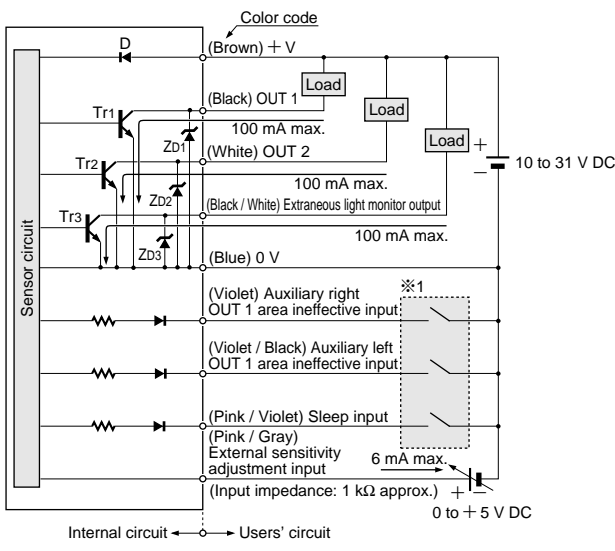 Color code
D
(Brown) + V
Load
(Black) OUT 1
Load
Tr1
100 mA max.
ZD1
Load
+
(White) OUT 2
10 to 31 V DC
Tr2
−
100 mA max.
ZD2
(Black / White) Extraneous light monitor output
Tr3
100 mA max.
ZD3
(Blue) 0 V
Sensor circuit
※1
(Violet) Auxiliary right
OUT 1 area ineffective input
(Violet / Black) Auxiliary left
OUT 1 area ineffective input
(Pink / Violet) Sleep input
(Pink / Gray)
External sensitivity
adjustment input
6 mA max.
(Input impedance: 1 kΩ approx.)
+ −
0 to + 5 V DC
Internal circuit
Users' circuit